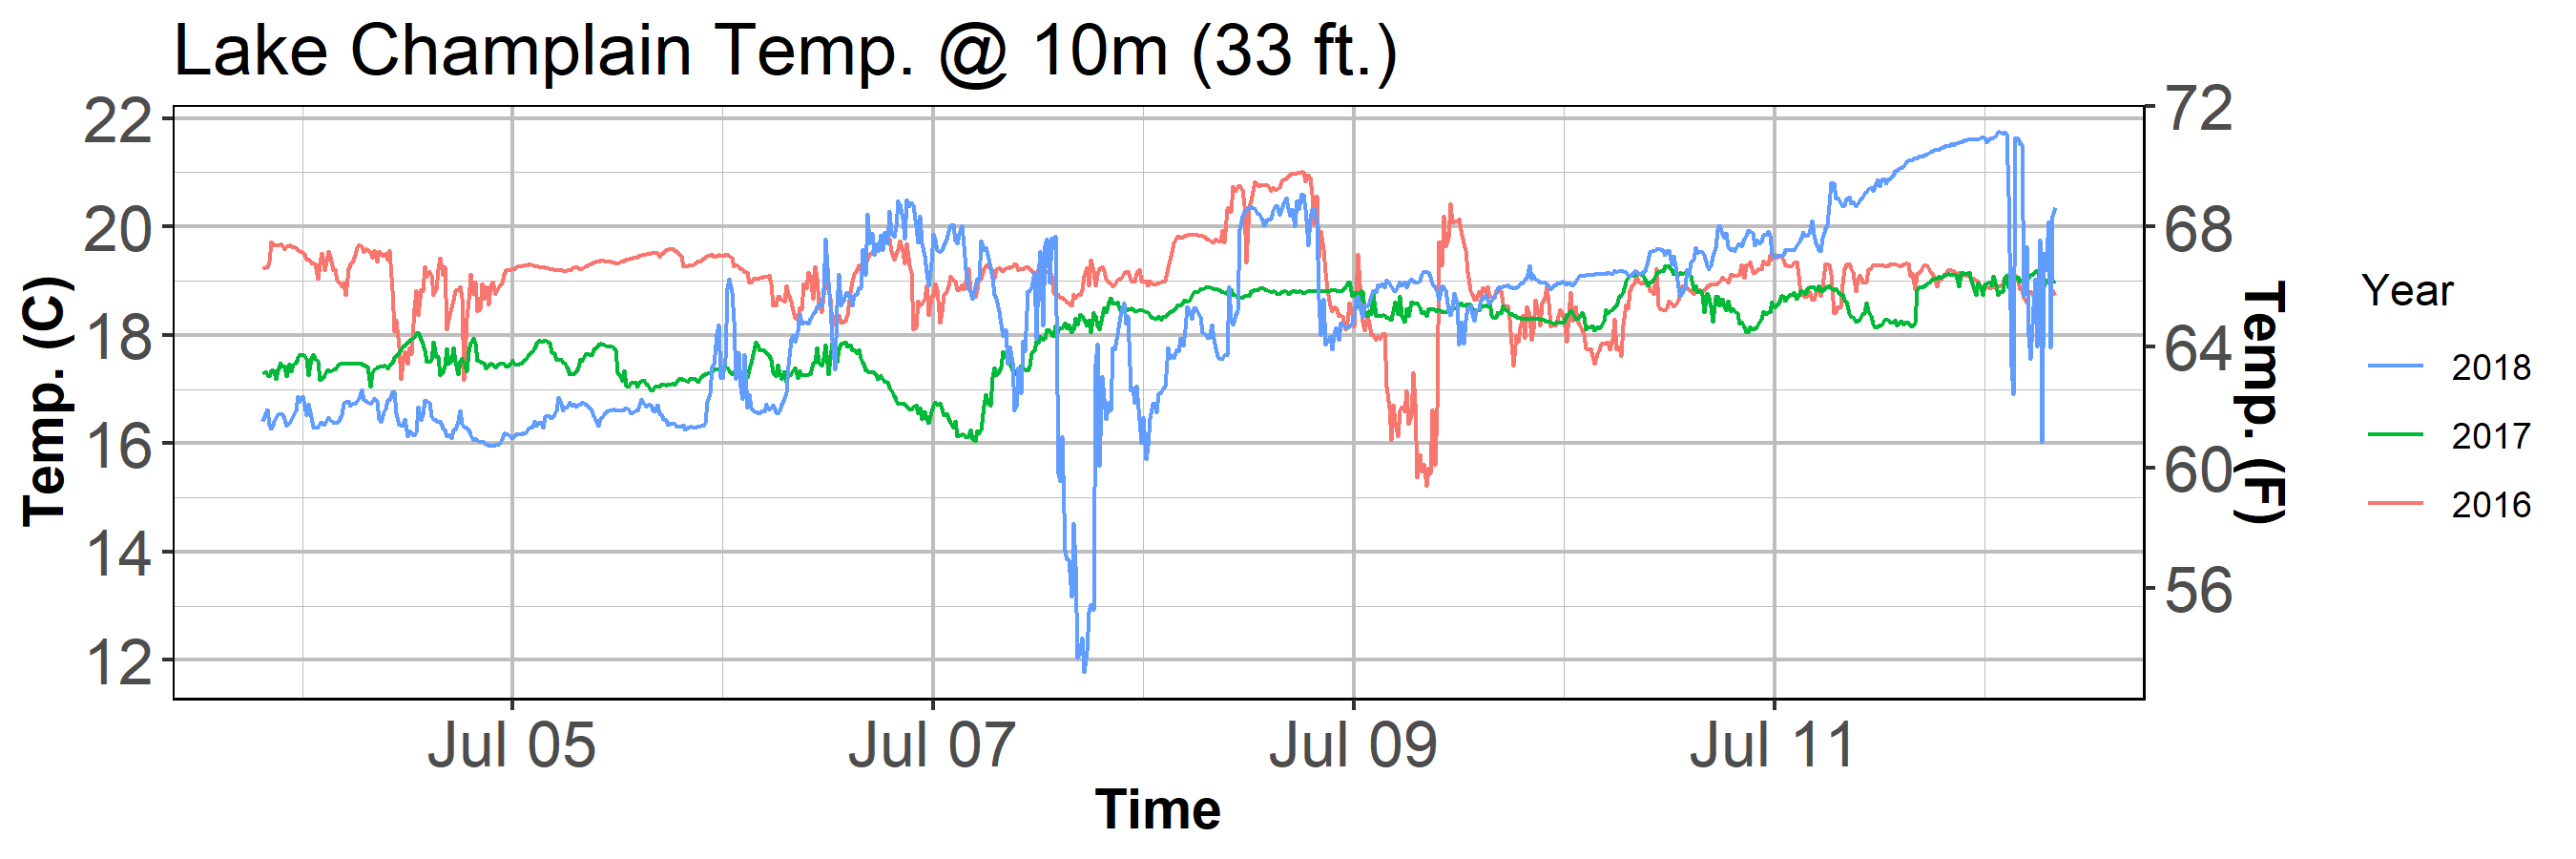 Lake Champlain Temp. @ 10m (33 ft.)
22
20
18
16
14
12
Temp. (C)
72
68
64
60
56
Temp. (F)
Jul 05
Jul 07
Jul 09
Jul 11
Time
Year
2018
2017
2016